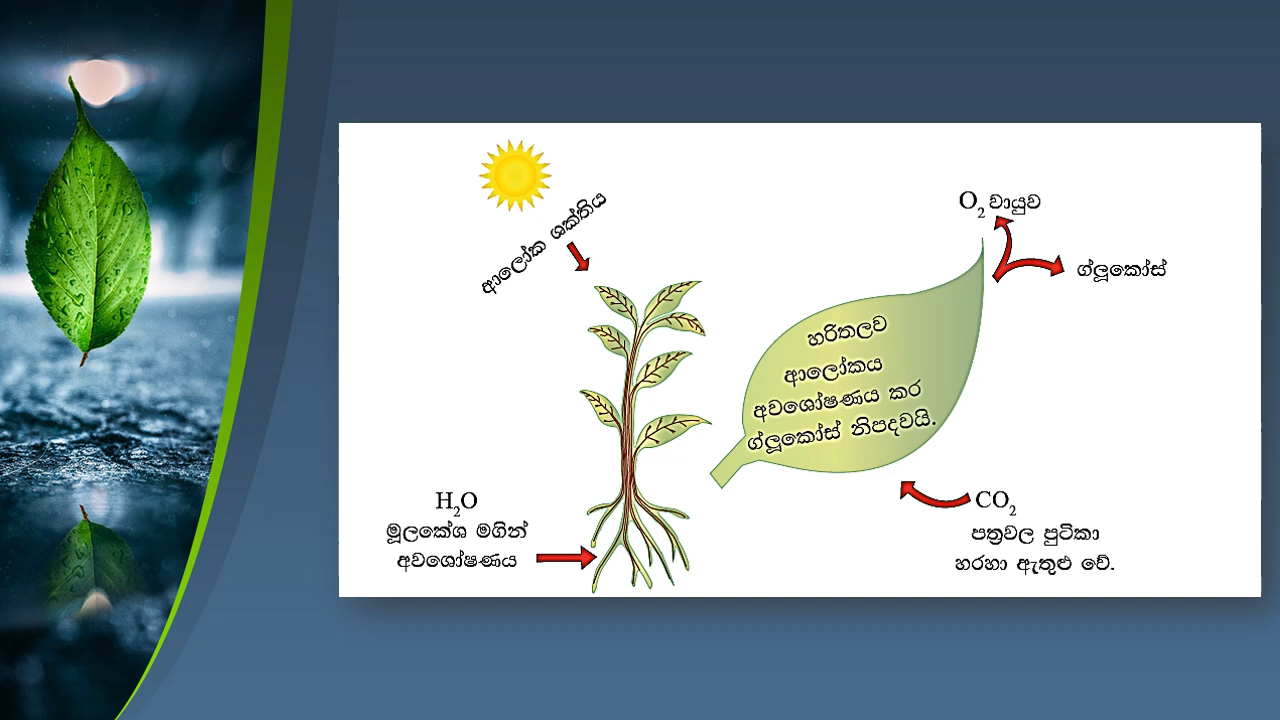 ආලෝක ශක්තිය
O2 වායුව
ග්ලූකෝස්
හරිතලව
ආලෝකය
අවශෝෂණය කර
ග්ලූකෝස් නිපදවයි.
H2O
මූලකේශ මගින්
අවශෝෂණය
CO2
පත්‍රවල පුටිකා
හරහා ඇතුළු වේ.